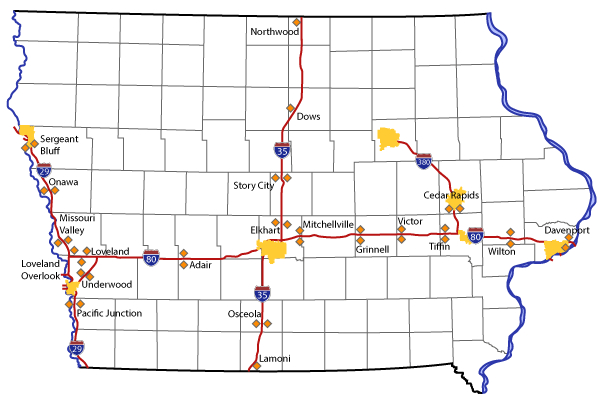 Northwood
Dows
35
Sergeant
Bluff
29
380
Onawa
Story City
Cedar Rapids
Missouri
Valley
Elkhart
Mitchellville
Victor
Davenport
80
Loveland
Grinnell
Tiffin
Wilton
80
Adair
Loveland
Overlook
Underwood
35
Pacific Junction
Osceola
29
Lamoni